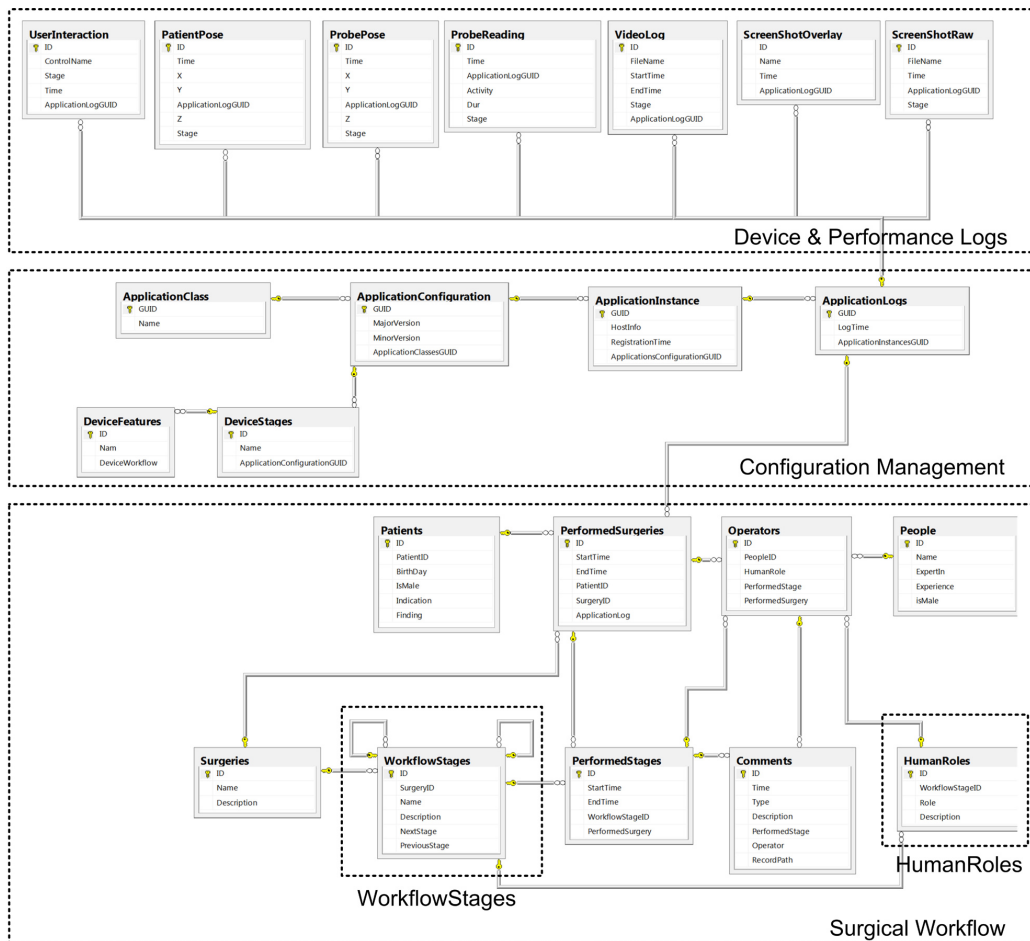 UserInteraction
ID
ControlName
Stage
Time
ApplicationLogGUID
PatientPose
ID
Time
X
Y
ApplicationLogGUID
Z
Stage
ProbePose
ID
Time
X
Y
ApplicationLogGUID
Z
Stage
ProbeReading
ID
Time
ApplicationLogGUID
Activity
Dur
Stage
VideoLog
ID
FileName
StartTime
EndTime
Stage
ApplicationLogGUID
ScreenShotOverlay
ID
Name
Time
ApplicationLogGUID
ScreenShotRaw
ID
FileName
Time
ApplicationLogGUID
Stage
Device & Performance Logs
ApplicationClass
GUID
Name
ApplicationConfiguration
GUID
MajorVersion
MinorVersion
ApplicationClassesGUID
ApplicationInstance
GUID
HostInfo
RegistrationTime
ApplicationsConfigurationGUID
ApplicationLogs
GUID
LogTime
ApplicationInstancesGUID
DeviceFeatures
ID
Nam
DeviceWorkflow
DeviceStages
ID
Name
ApplicationConfigurationGUID
Configuration Management
Patients
ID
PatientID
BirthDay
IsMale
Indication
Finding
PerformedSurgeries
ID
StartTime
EndTime
PatientID
SurgeryID
ApplicationLog
Operators
ID
PeopleID
HumanRole
PerformedStage
PerformedSurgery
People
ID
Name
ExpertIn
Experience
isMale
Surgeries
ID
Name
Description
WorkflowStages
ID
SurgeryID
Name
Description
NextStage
PreviousStage
PerformedStages
ID
StartTime
EndTime
WorkflowStageID
PerformedSurgery
Comments
ID
Time
Type
Description
PerformedStage
Operator
RecordPath
HumanRoles
ID
WorkflowStageID
Role
Description
HumanRoles
WorkflowStages
Surgical Workflow